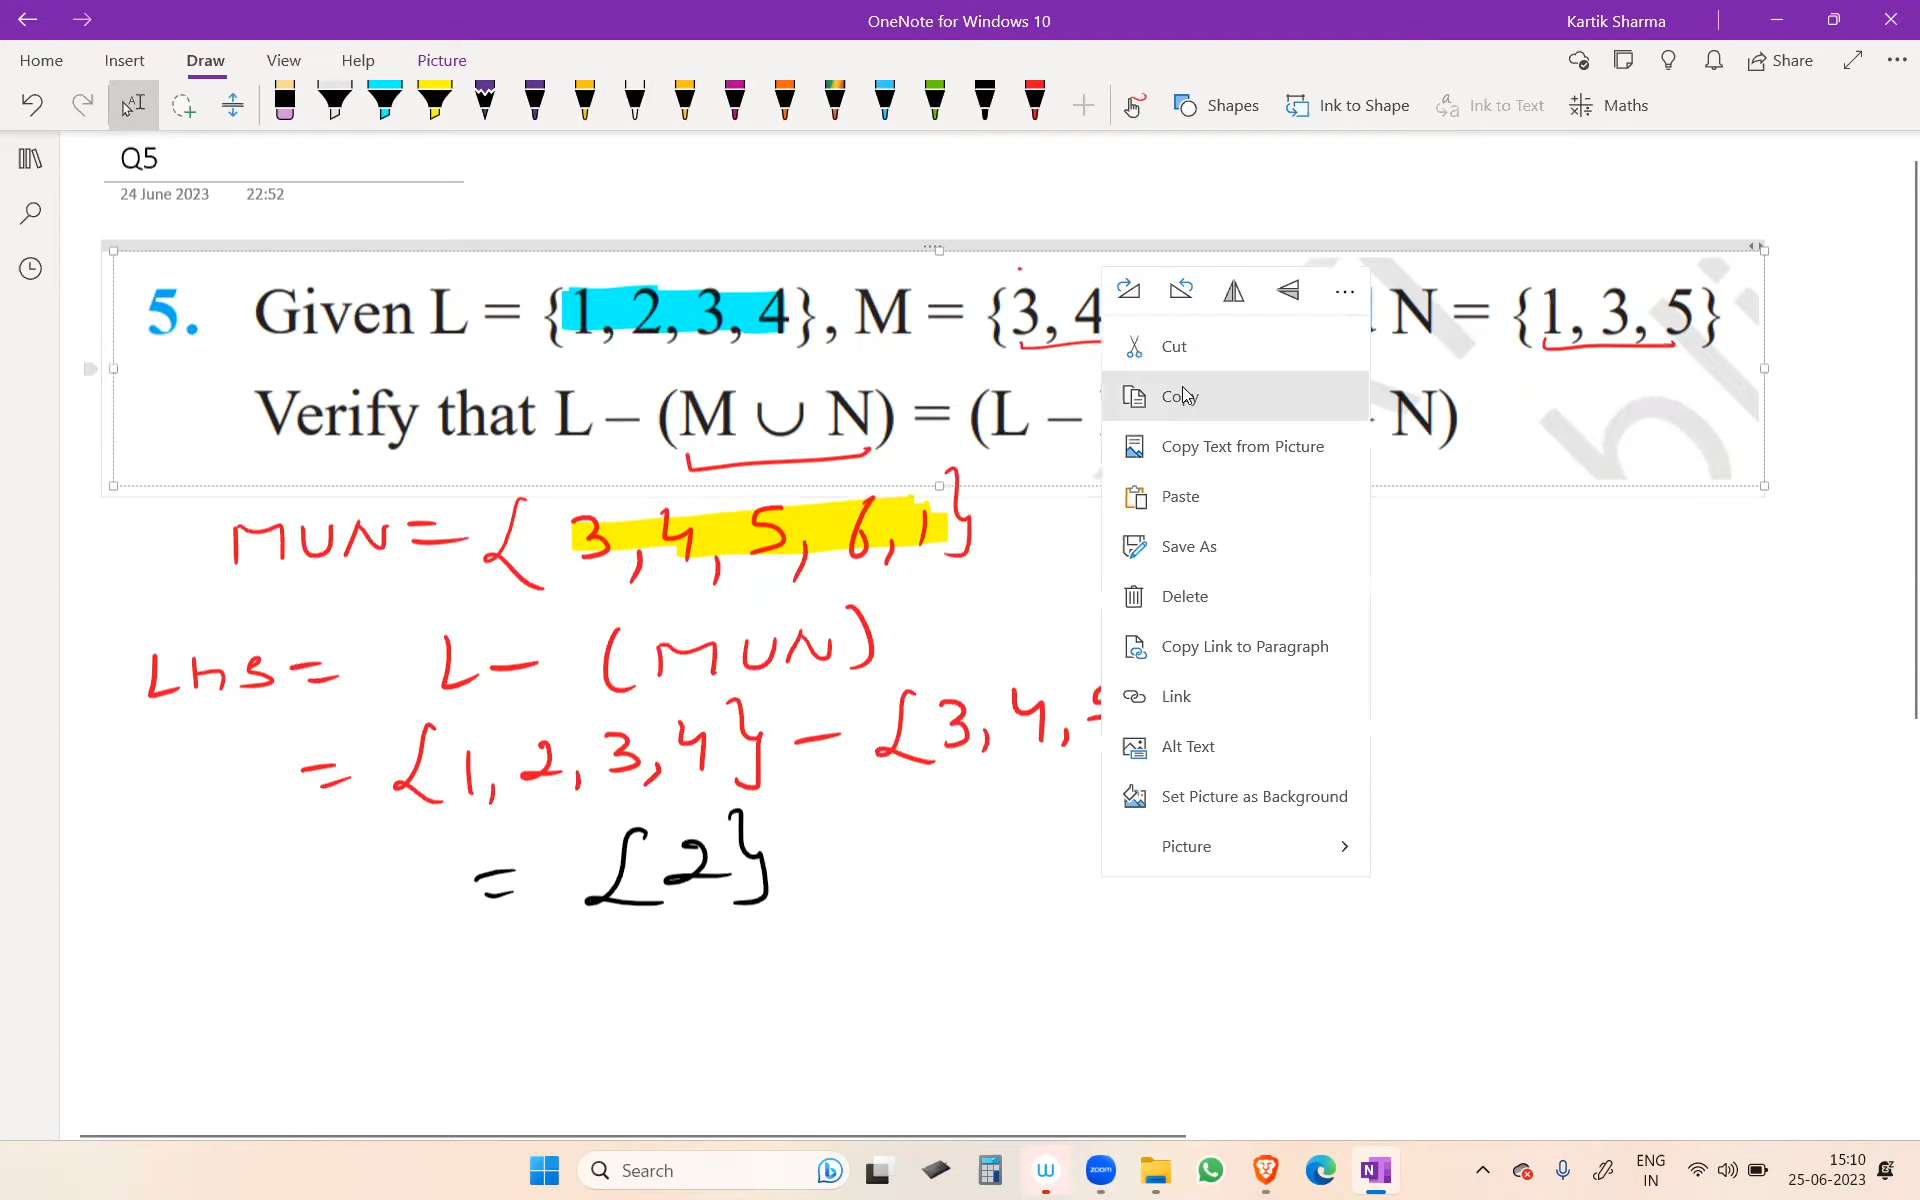 OneNote for Windows 10
Kartik Sharma
Home
Insert
Draw
View
Help
Picture
Share
Shapes
Ink to Shape
Ink to Text
Maths
Q5
24 June 2023 22:52
5. Given L = {1, 2, 3, 4}, M = {3, 4 N = {1, 3, 5}
Verify that L – (M ∪ N) = (L – N)
MUN = { 3, 4, 5, 6, 1 }
Lhs = L - (MUN)
= {1, 2, 3, 4} - {3, 4,
= {2}
Cut
Copy
Copy Text from Picture
Paste
Save As
Delete
Copy Link to Paragraph
Link
Alt Text
Set Picture as Background
Picture
Search
zoom
ENG
IN
15:10
25-06-2023